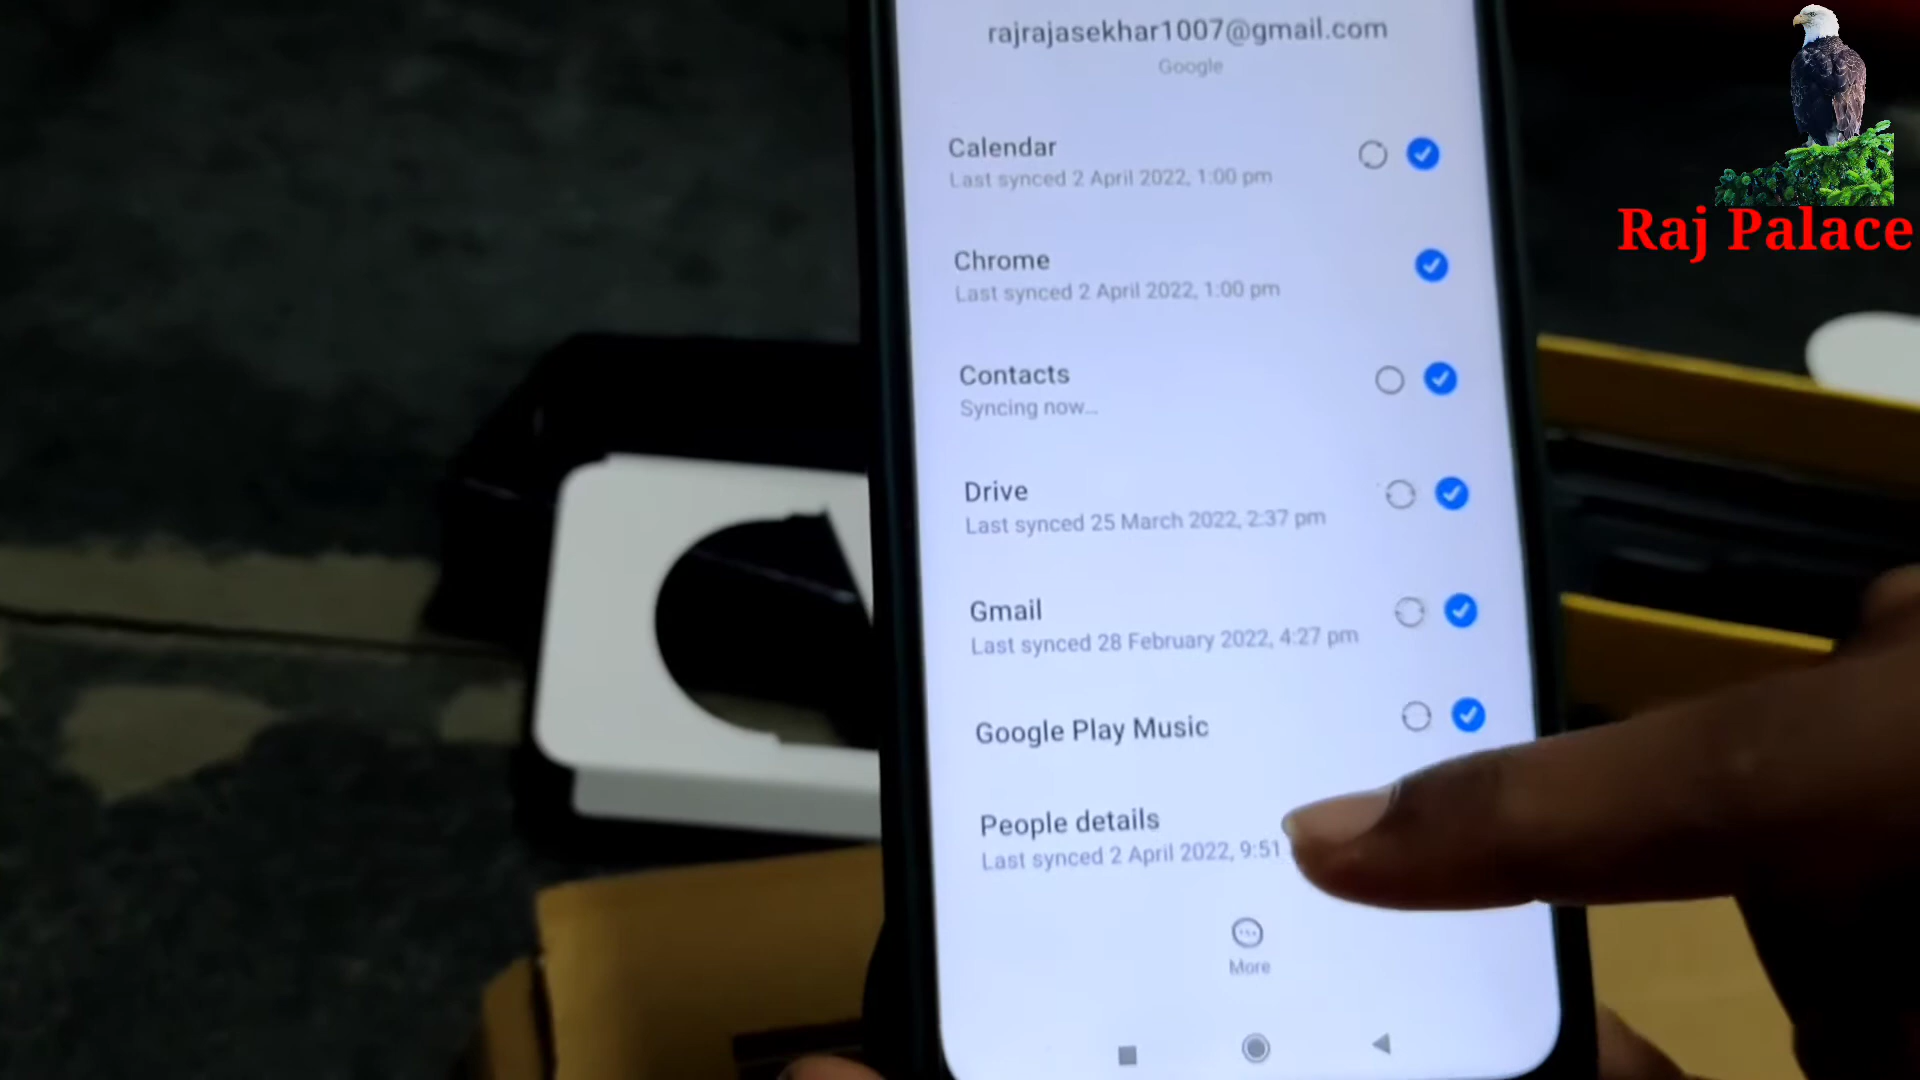 rajrajasekhar1007@gmail.com
Google
Raj Palace
Calendar
Last synced 2 April 2022, 1:00 pm
Chrome
Last synced 2 April 2022, 1:00 pm
Contacts
Syncing now...
Drive
Last synced 25 March 2022, 2:37 pm
Gmail
Last synced 28 February 2022, 4:27 pm
Google Play Music
People details
Last synced 2 April 2022, 9:51
More